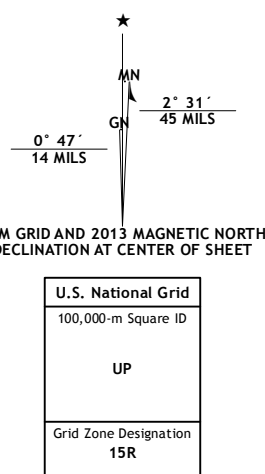 ★
MN
2° 31´
45 MILS
GN
0° 47´
14 MILS
M GRID AND 2013 MAGNETIC NORTH
DECLINATION AT CENTER OF SHEET
U.S. National Grid
100,000-m Square ID
UP
Grid Zone Designation
15R